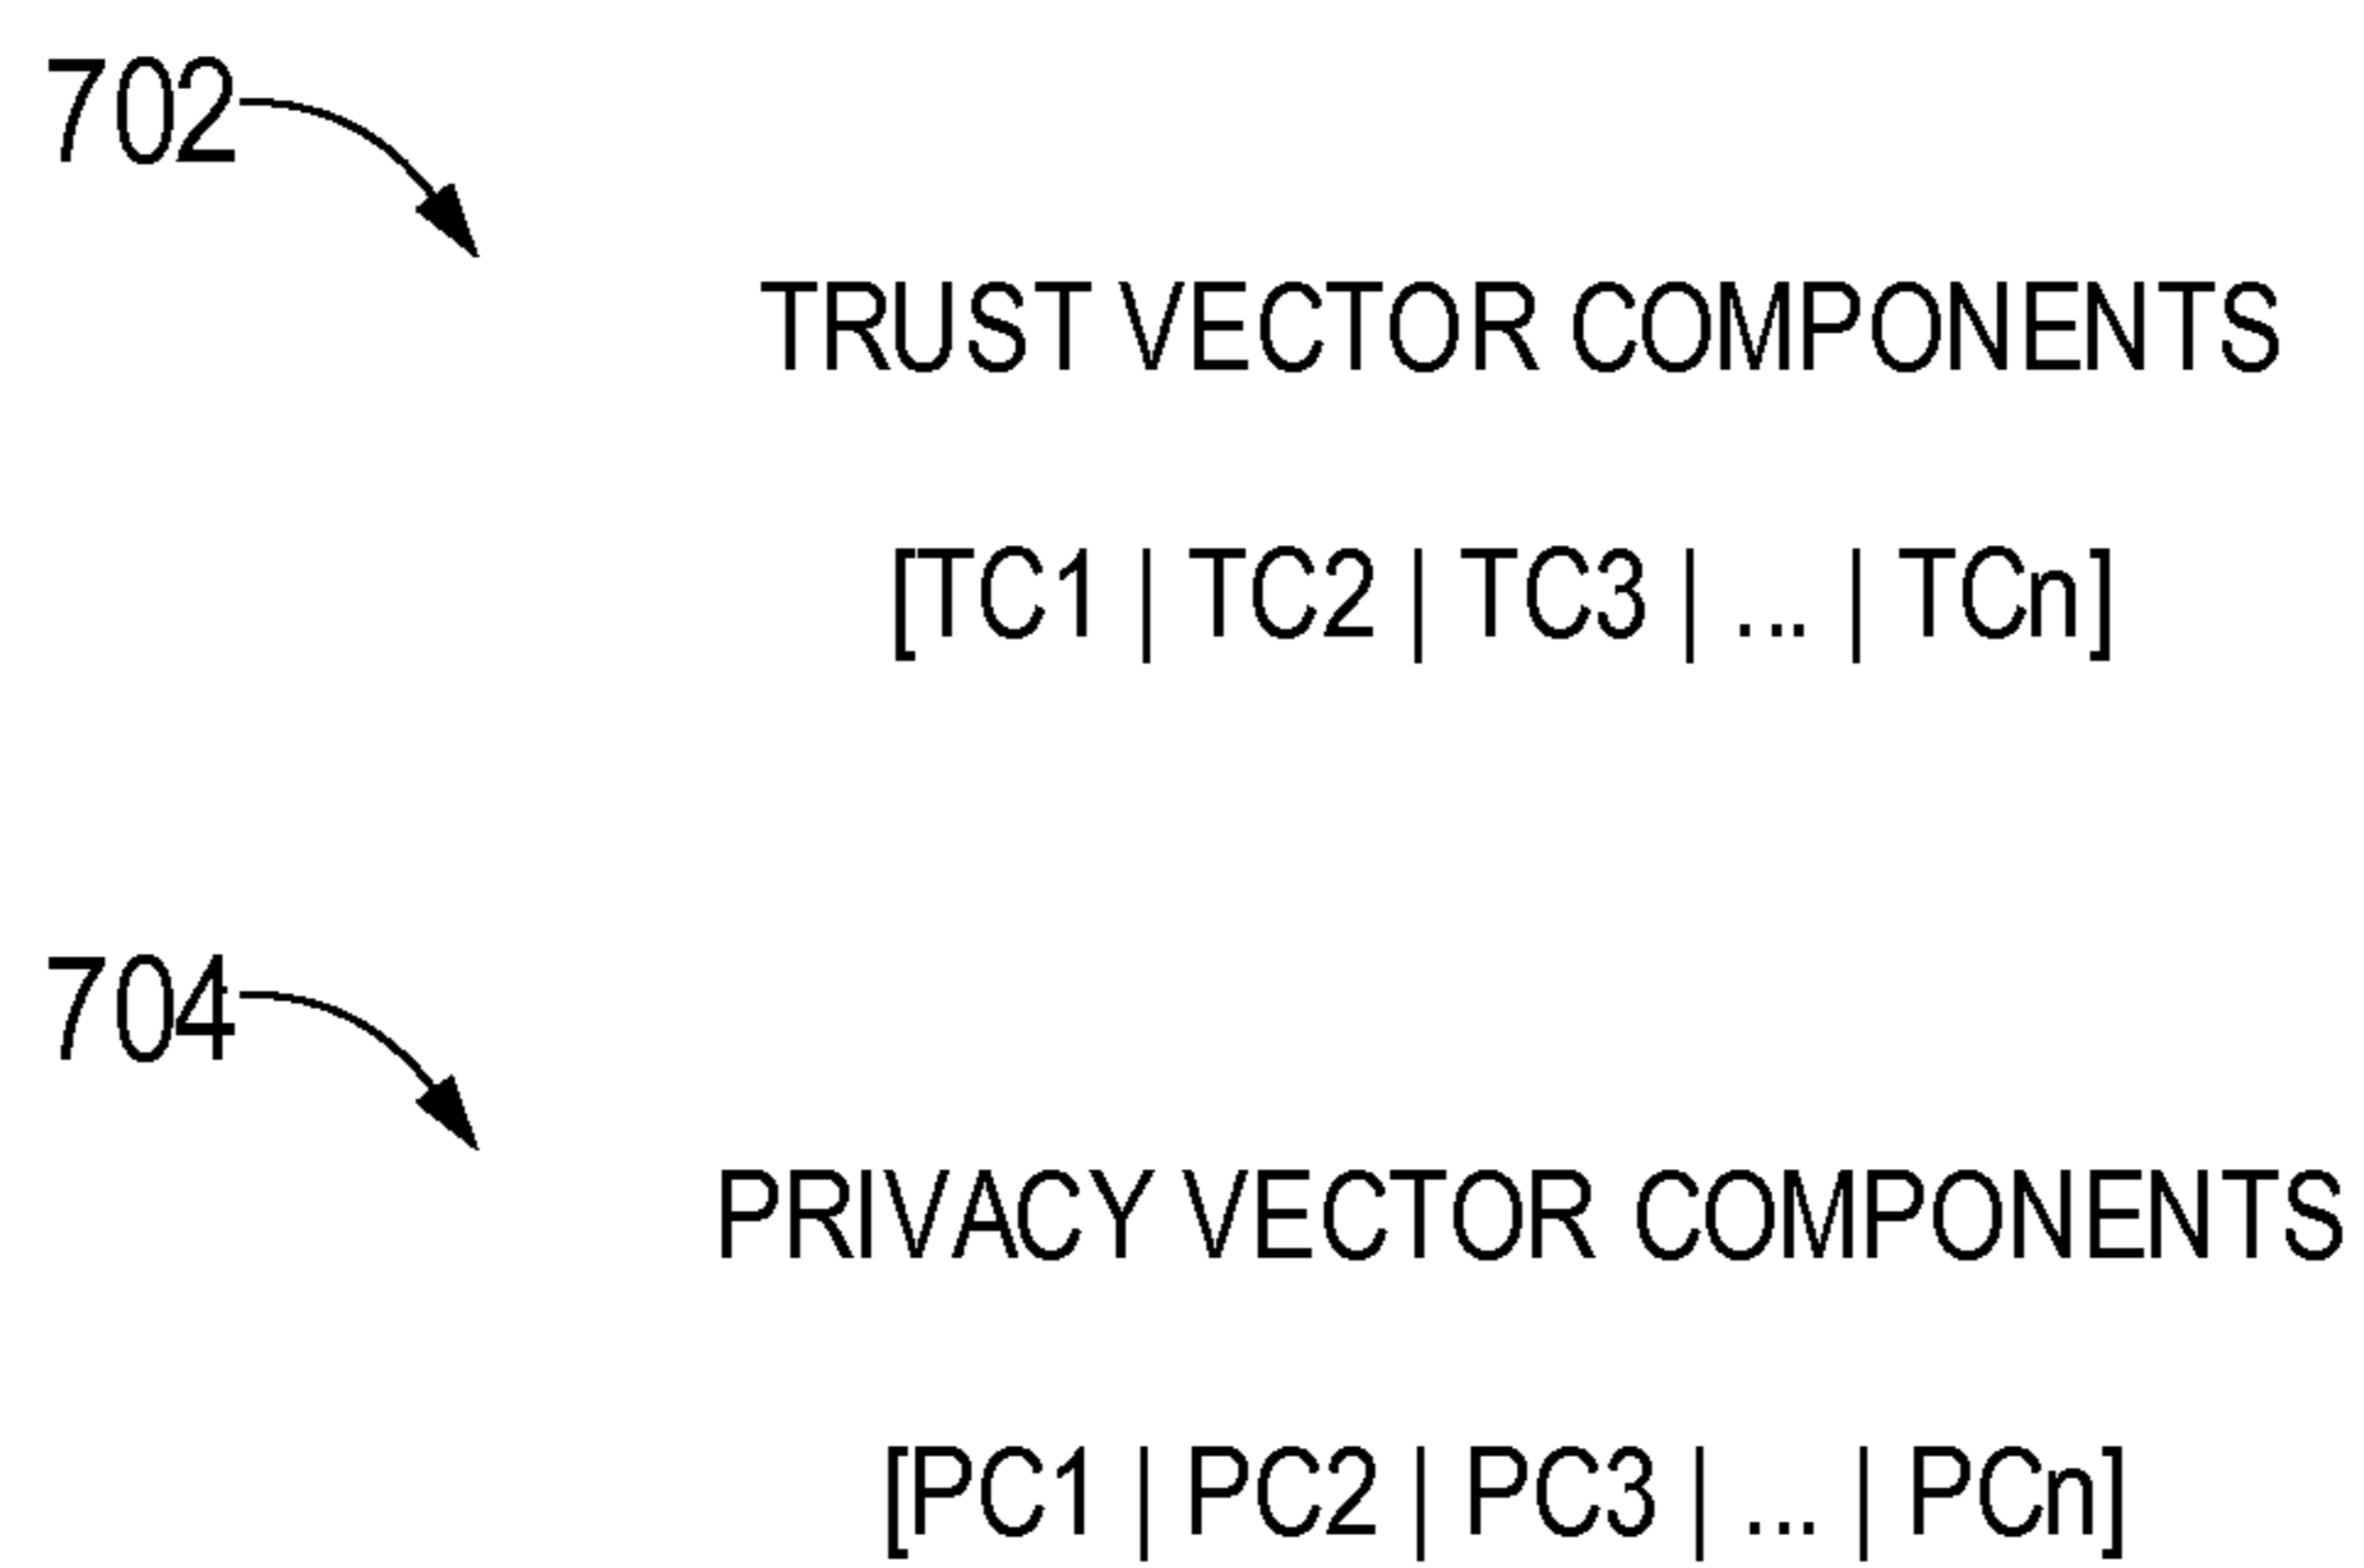 702
TRUST VECTOR COMPONENTS
[TC1 | TC2 | TC3 | ... | TCn]
704
PRIVACY VECTOR COMPONENTS
[PC1 | PC2 | PC3 | ... | PCn]